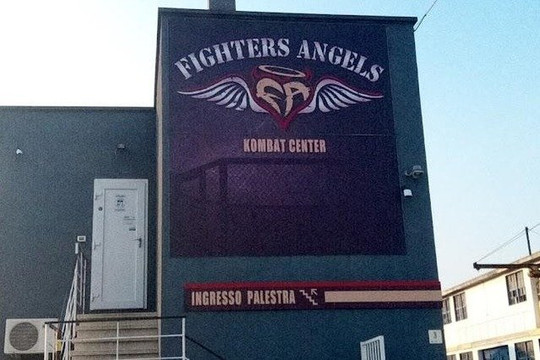 FIGHTERS ANGELS
FA
KOMBAT CENTER
INGRESSO PALESTRA